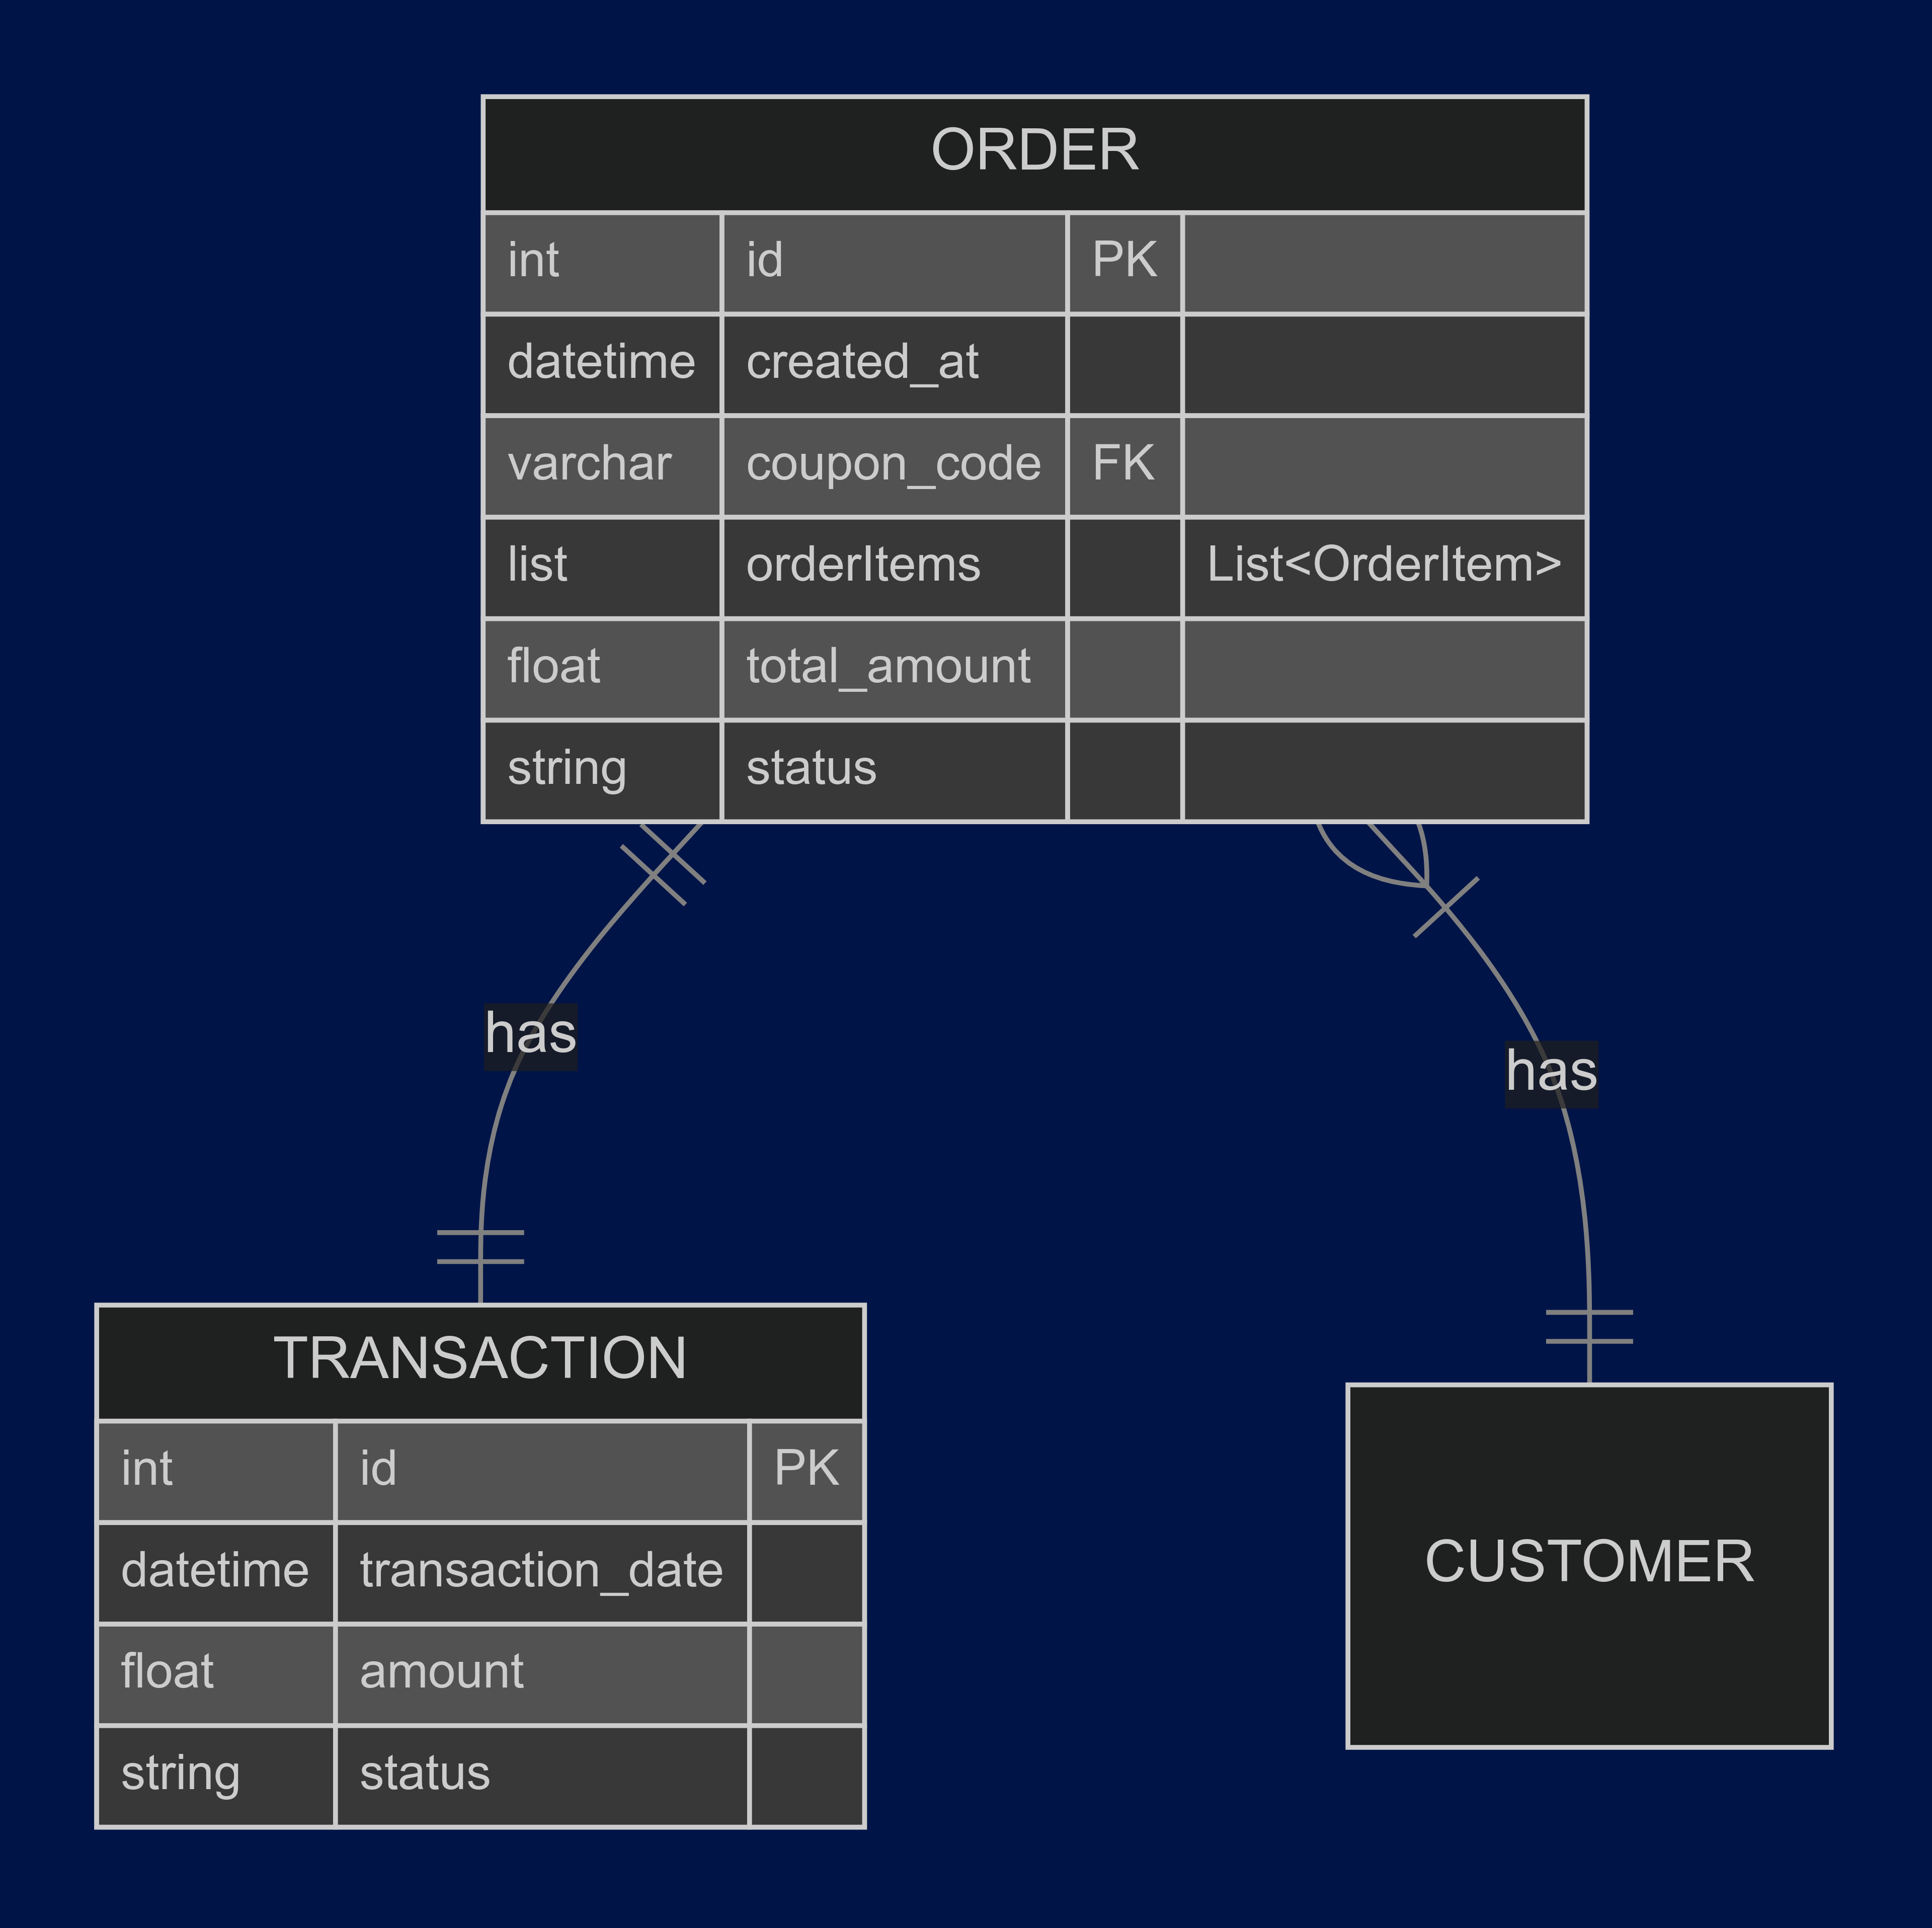 ORDER
int id PK
datetime created_at
varchar coupon_code FK
list orderItems List<OrderItem>
float total_amount
string status
has
has
TRANSACTION
int id PK
datetime transaction_date
float amount
string status
CUSTOMER